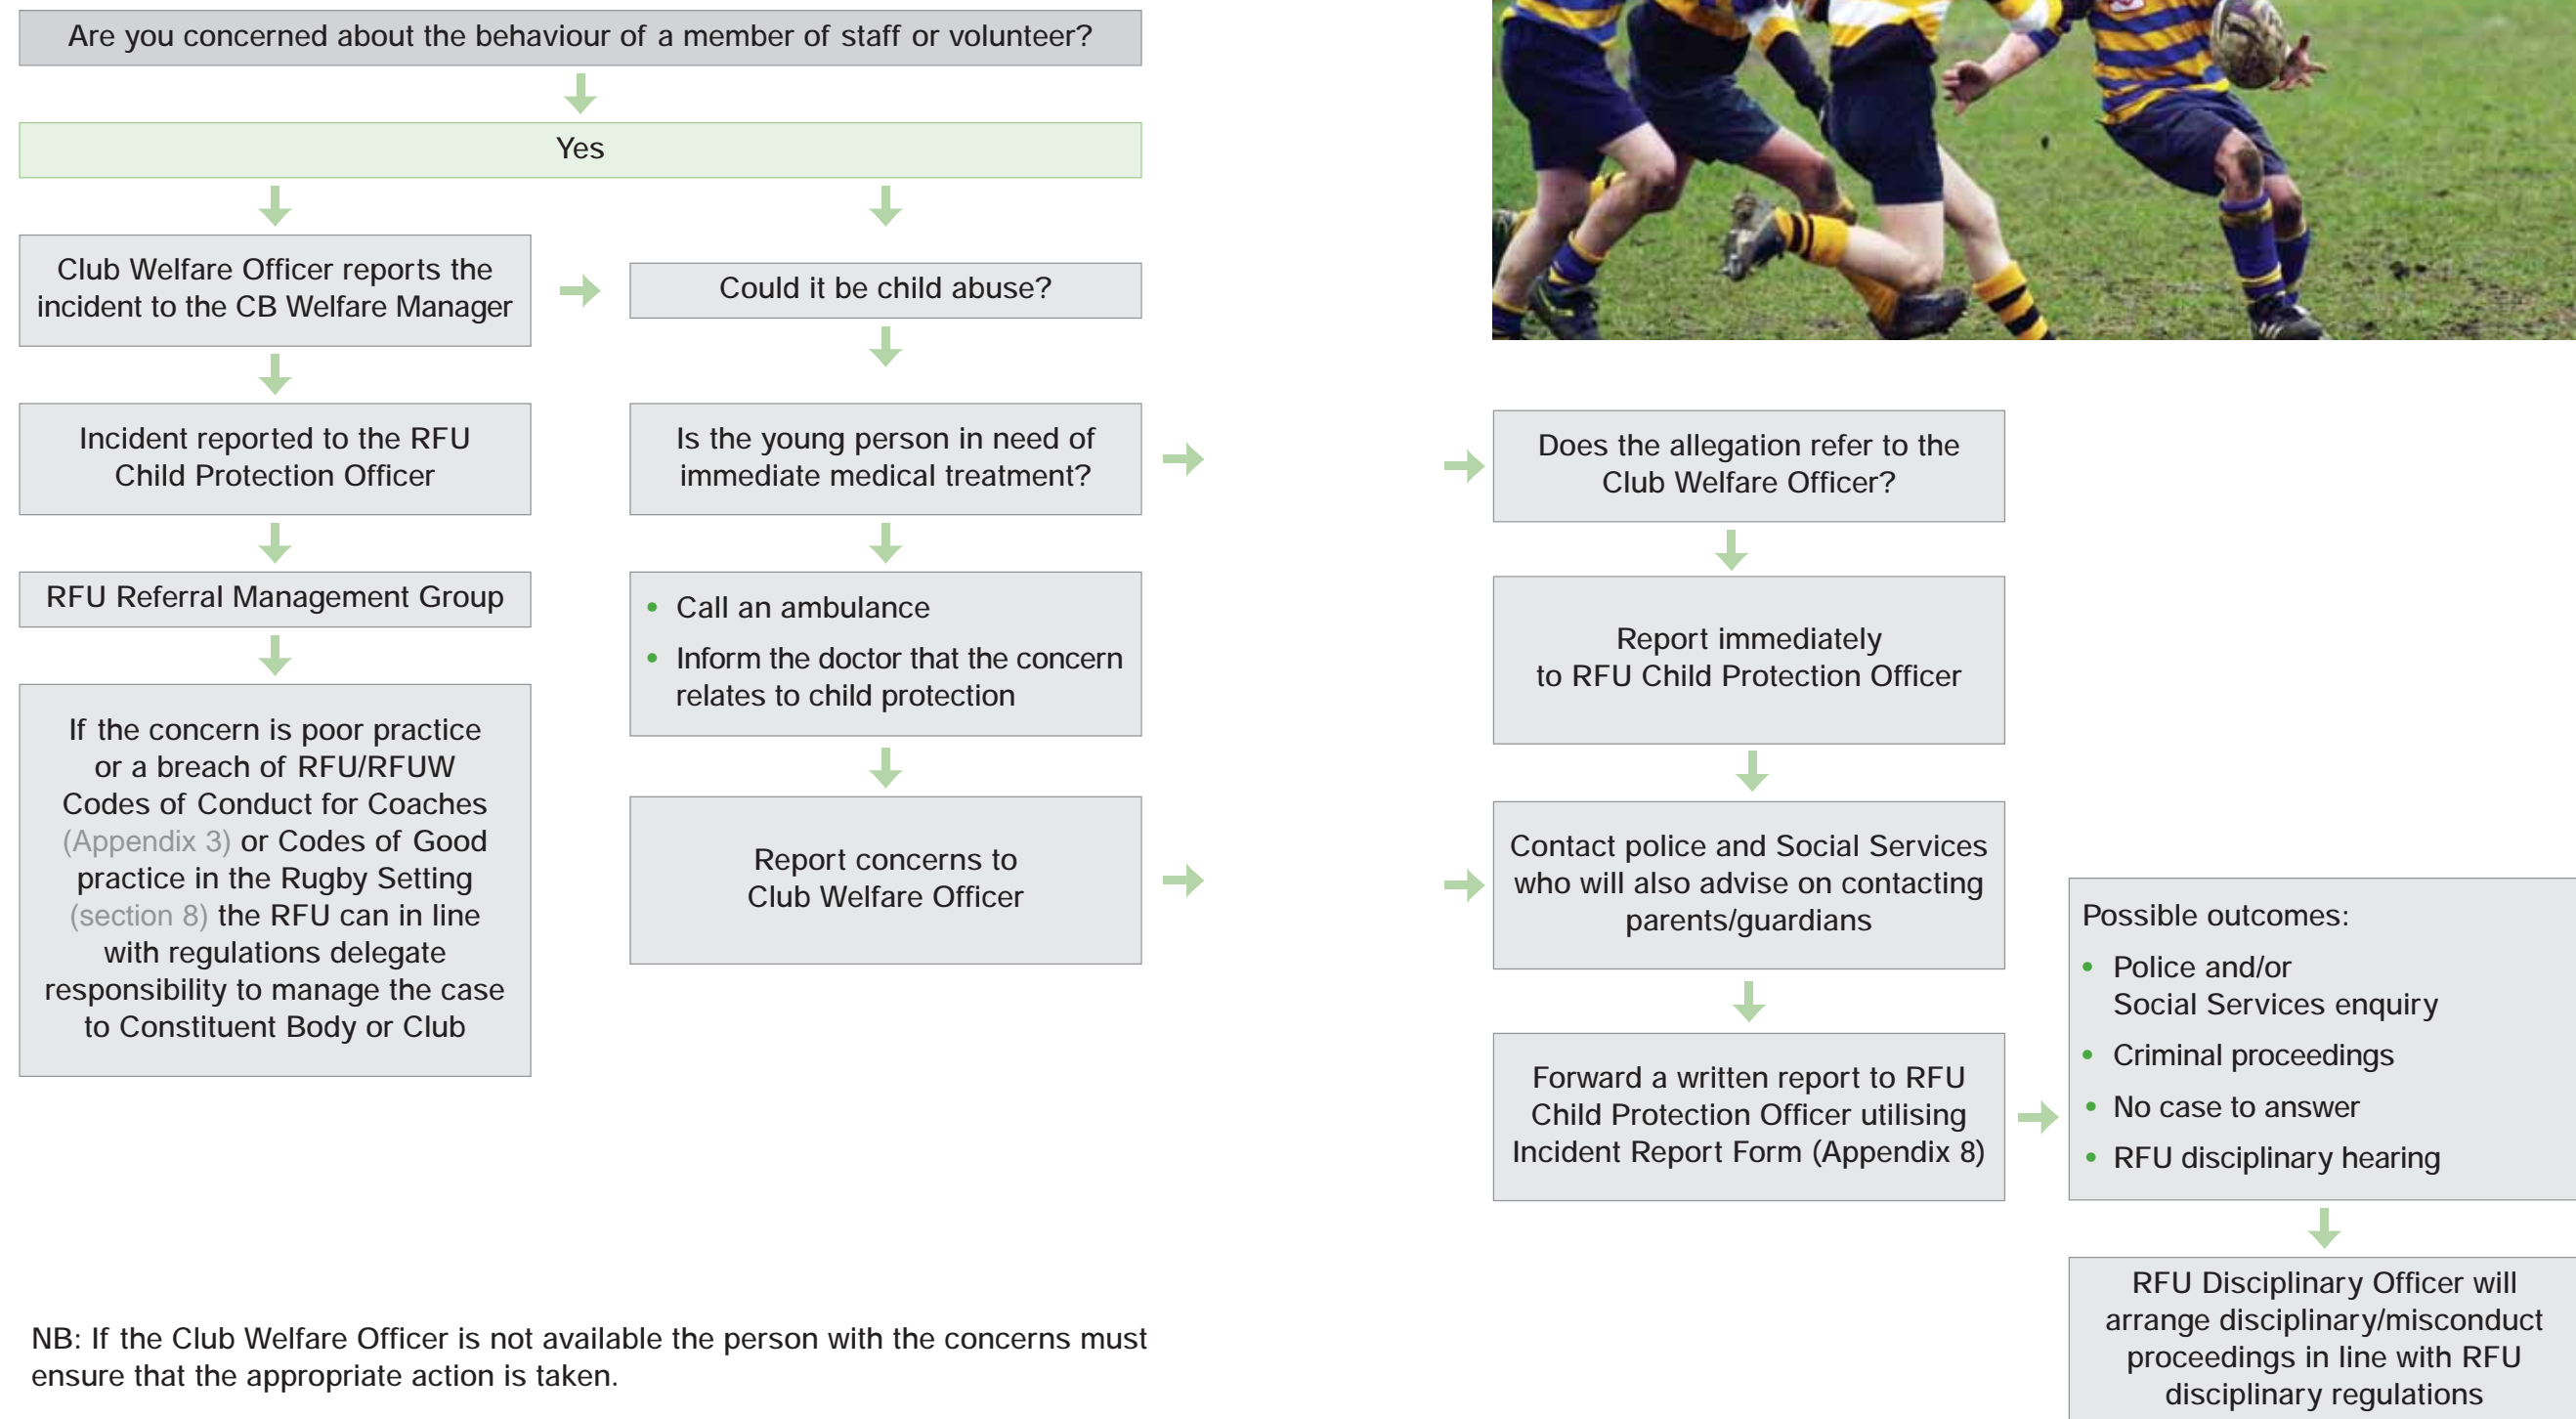 Are you concerned about the behaviour of a member of staff or volunteer?
Yes
Club Welfare Officer reports the
incident to the CB Welfare Manager
Could it be child abuse?
Incident reported to the RFU
Child Protection Officer
Is the young person in need of
immediate medical treatment?
Does the allegation refer to the
Club Welfare Officer?
RFU Referral Management Group
• Call an ambulance
• Inform the doctor that the concern
relates to child protection
Report immediately
to RFU Child Protection Officer
If the concern is poor practice
or a breach of RFU/RFUW
Codes of Conduct for Coaches
(Appendix 3) or Codes of Good
practice in the Rugby Setting
(section 8) the RFU can in line
with regulations delegate
responsibility to manage the case
to Constituent Body or Club
Report concerns to
Club Welfare Officer
Contact police and Social Services
who will also advise on contacting
parents/guardians
Forward a written report to RFU
Child Protection Officer utilising
Incident Report Form (Appendix 8)
Possible outcomes:
• Police and/or
Social Services enquiry
• Criminal proceedings
• No case to answer
• RFU disciplinary hearing
RFU Disciplinary Officer will
arrange disciplinary/misconduct
proceedings in line with RFU
disciplinary regulations
NB: If the Club Welfare Officer is not available the person with the concerns must
ensure that the appropriate action is taken.